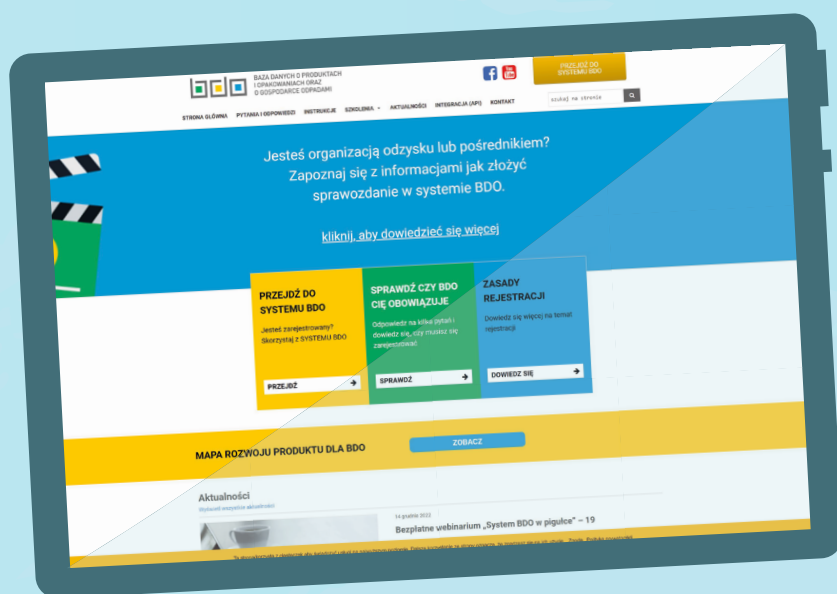 bdo
BAZA DANYCH O PRODUKTACH
I OPAKOWANIACH ORAZ
O GOSPODARCE ODPADAMI
f
You
Tube
PRZEJDŹ DO
SYSTEMU BDO
STRONA GŁÓWNA PYTANIA I ODPOWIEDZI INSTRUKCJE SZKOLENIA AKTUALNOŚCI INTEGRACJA (API) KONTAKT
szukaj na stronie
Jesteś organizacją odzysku lub pośrednikiem?
Zapoznaj się z informacjami jak złożyć
sprawozdanie w systemie BDO.
kliknij, aby dowiedzieć się więcej
PRZEJDŹ DO
SYSTEMU BDO
Jesteś zarejestrowany?
Skorzystaj z SYSTEMU BDO
PRZEJDŹ
SPRAWDŹ CZY BDO
CIĘ OBOWIĄZUJE
Odpowiedz na kilka pytań i
dowiedz się, czy musisz się
zarejestrować
SPRAWDŹ
ZASADY
REJESTRACJI
Dowiedz się więcej na temat
rejestracji
DOWIEDZ SIĘ
MAPA ROZWOJU PRODUKTU DLA BDO
ZOBACZ
Aktualności
Wyświetl wszystkie aktualności
14 grudnia 2022
Bezpłatne webinarium „System BDO w pigułce” – 19